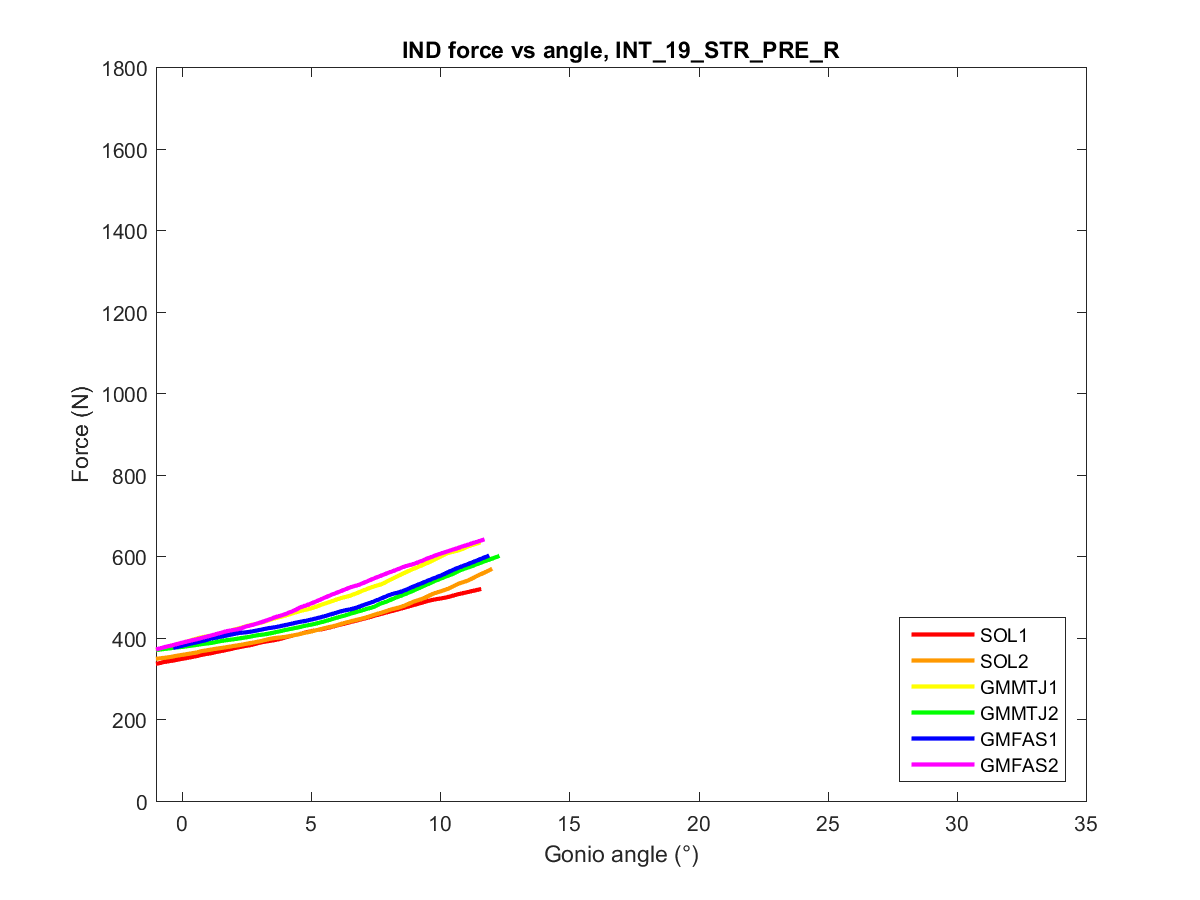 IND force vs angle, INT_19_STR_PRE_R
1800
1600
1400
1200
1000
800
600
400
200
0
Force (N)
0 5 10 15 20 25 30 35
Gonio angle (°)
SOL1
SOL2
GMMTJ1
GMMTJ2
GMFAS1
GMFAS2